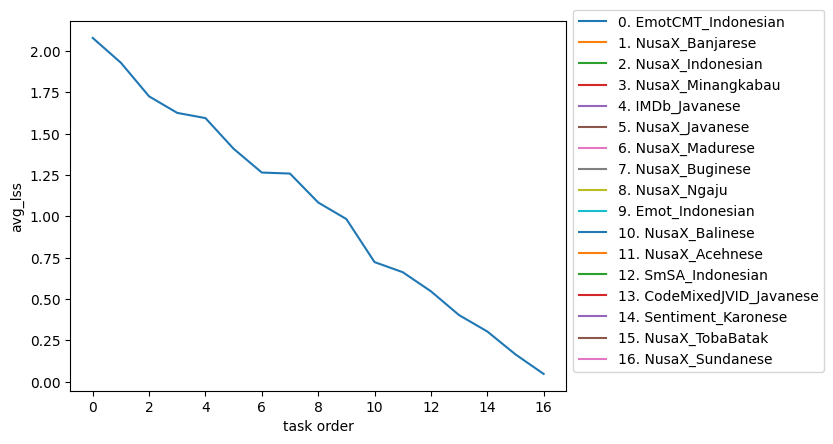 2.00
1.75
1.50
1.25
1.00
0.75
0.50
0.25
0.00
avg_lss
0 2 4 6 8 10 12 14 16
task order
0. EmotCMT_Indonesian
1. NusaX_Banjarese
2. NusaX_Indonesian
3. NusaX_Minangkabau
4. IMDb_Javanese
5. NusaX_Javanese
6. NusaX_Madurese
7. NusaX_Buginese
8. NusaX_Ngaju
9. Emot_Indonesian
10. NusaX_Balinese
11. NusaX_Acehnese
12. SmSA_Indonesian
13. CodeMixedJVID_Javanese
14. Sentiment_Karonese
15. NusaX_TobaBatak
16. NusaX_Sundanese